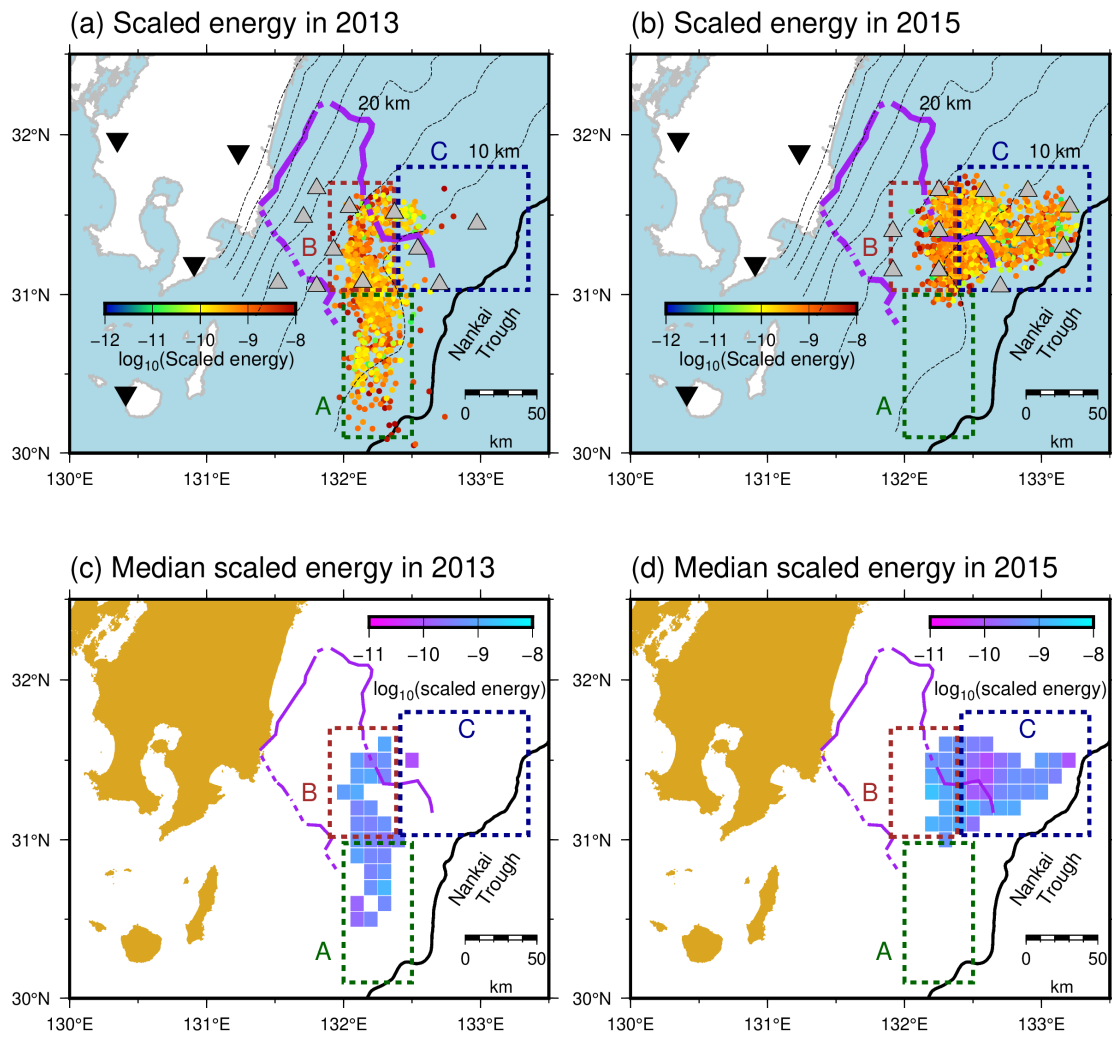 (a) Scaled energy in 2013
20 km
C
10 km
32°N
B
31°N
−12 −11 −10 −9 −8
log10(Scaled energy)
Nankai
Trough
A
0 50
km
30°N
130°E 131°E 132°E 133°E
(b) Scaled energy in 2015
20 km
C
10 km
32°N
B
31°N
−12 −11 −10 −9 −8
log10(Scaled energy)
Nankai
Trough
A
0 50
km
30°N
130°E 131°E 132°E 133°E
(c) Median scaled energy in 2013
−11 −10 −9 −8
log10(scaled energy)
32°N
C
B
31°N
Nankai
Trough
A
0 50
km
30°N
130°E 131°E 132°E 133°E
(d) Median scaled energy in 2015
−11 −10 −9 −8
log10(scaled energy)
32°N
C
B
31°N
Nankai
Trough
A
0 50
km
30°N
130°E 131°E 132°E 133°E